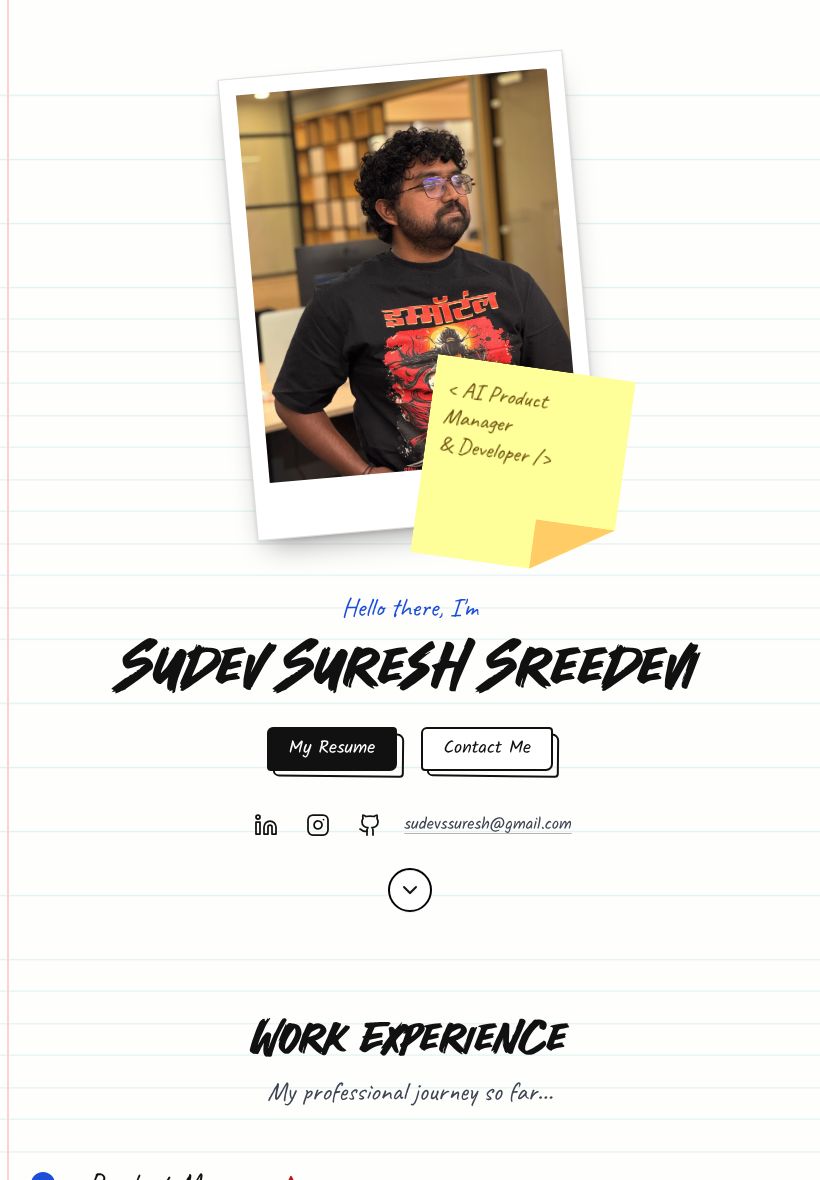 इम्मॉर्टल
< AI Product
Manager
& Developer />
Hello there, I'm
SUDEV SURESH SREEDEVI
My Resume
Contact Me
sudevssuresh@gmail.com
WORK EXPERIENCE
My professional journey so far...